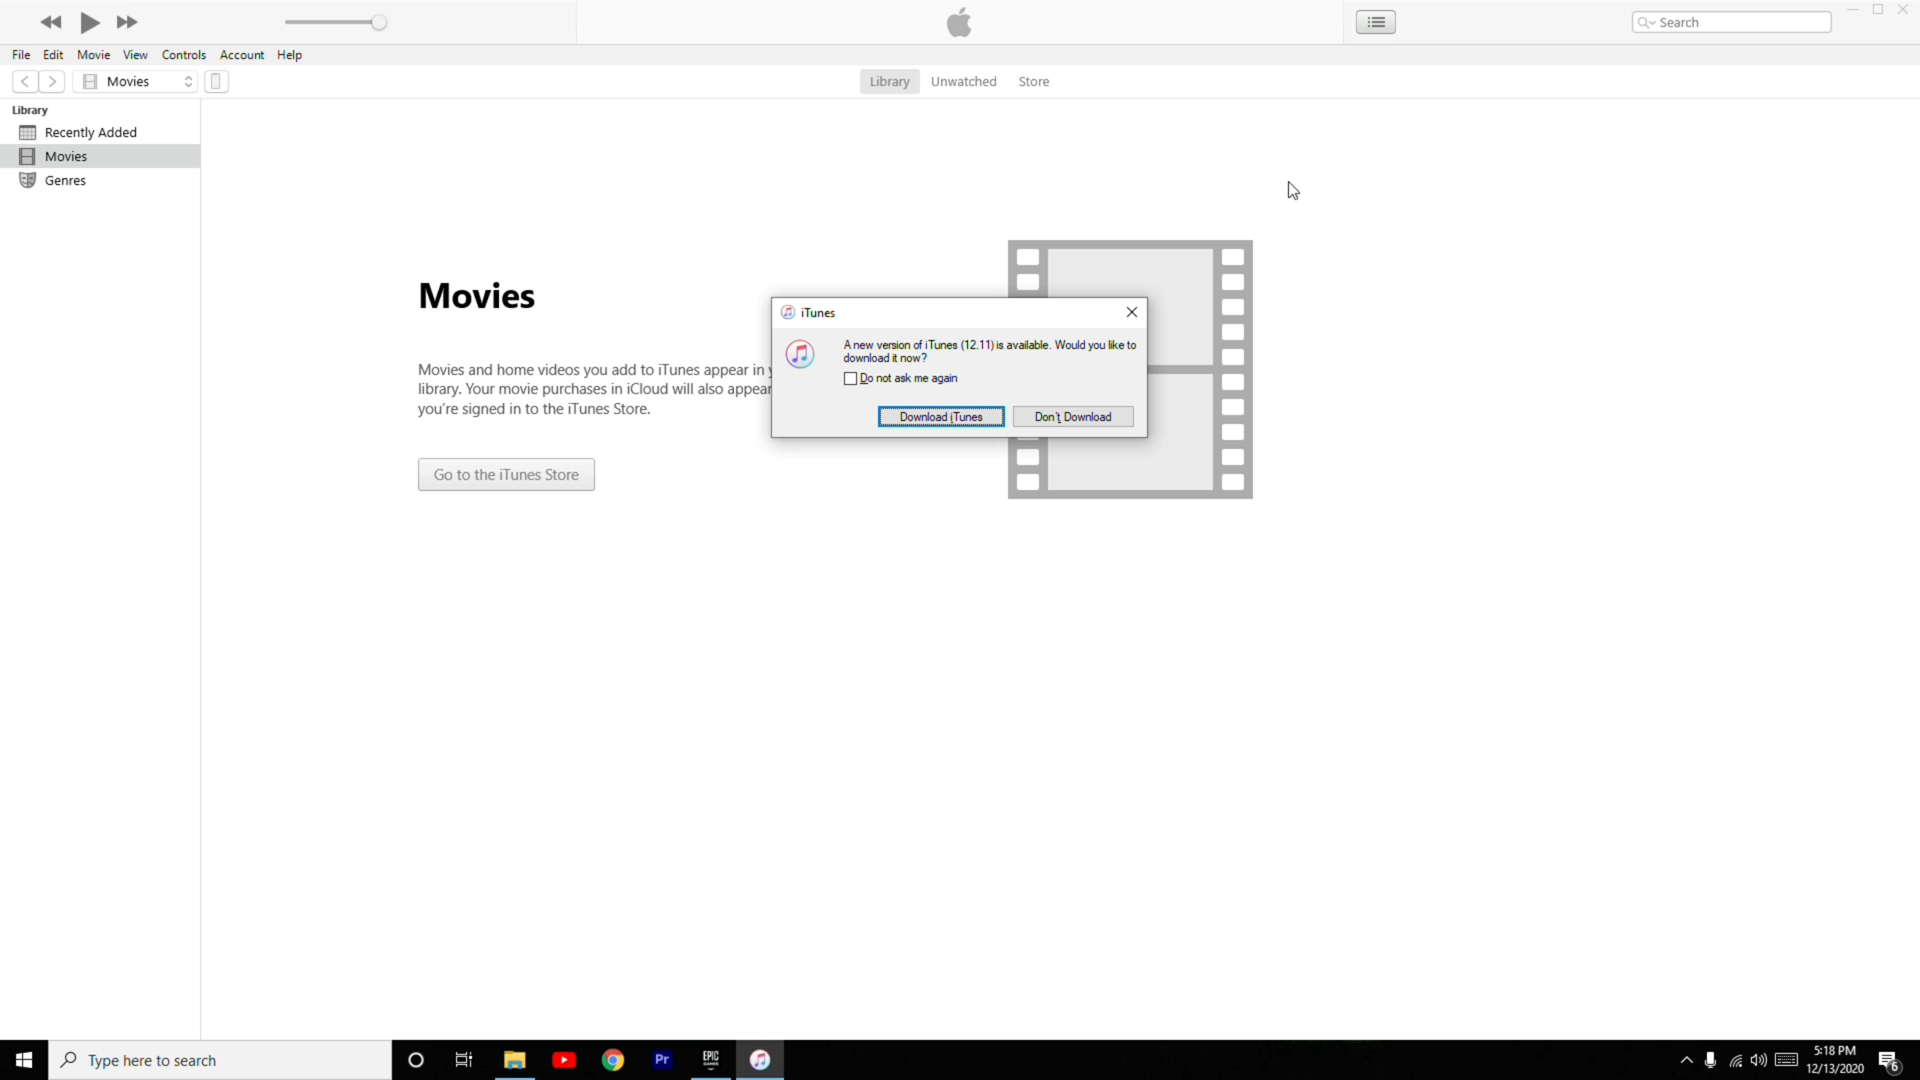 Search
File Edit Movie View Controls Account Help
Movies
Library Unwatched Store
Library
Recently Added
Movies
Genres
Movies
Movies and home videos you add to iTunes appear in
library. Your movie purchases in iCloud will also appear
you're signed in to the iTunes Store.
Go to the iTunes Store
iTunes
A new version of iTunes (12.11) is available. Would you like to
download it now?
Do not ask me again
Download iTunes Don't Download
Type here to search
Pr
EPIC
GAMES
5:18 PM
12/13/2020
6